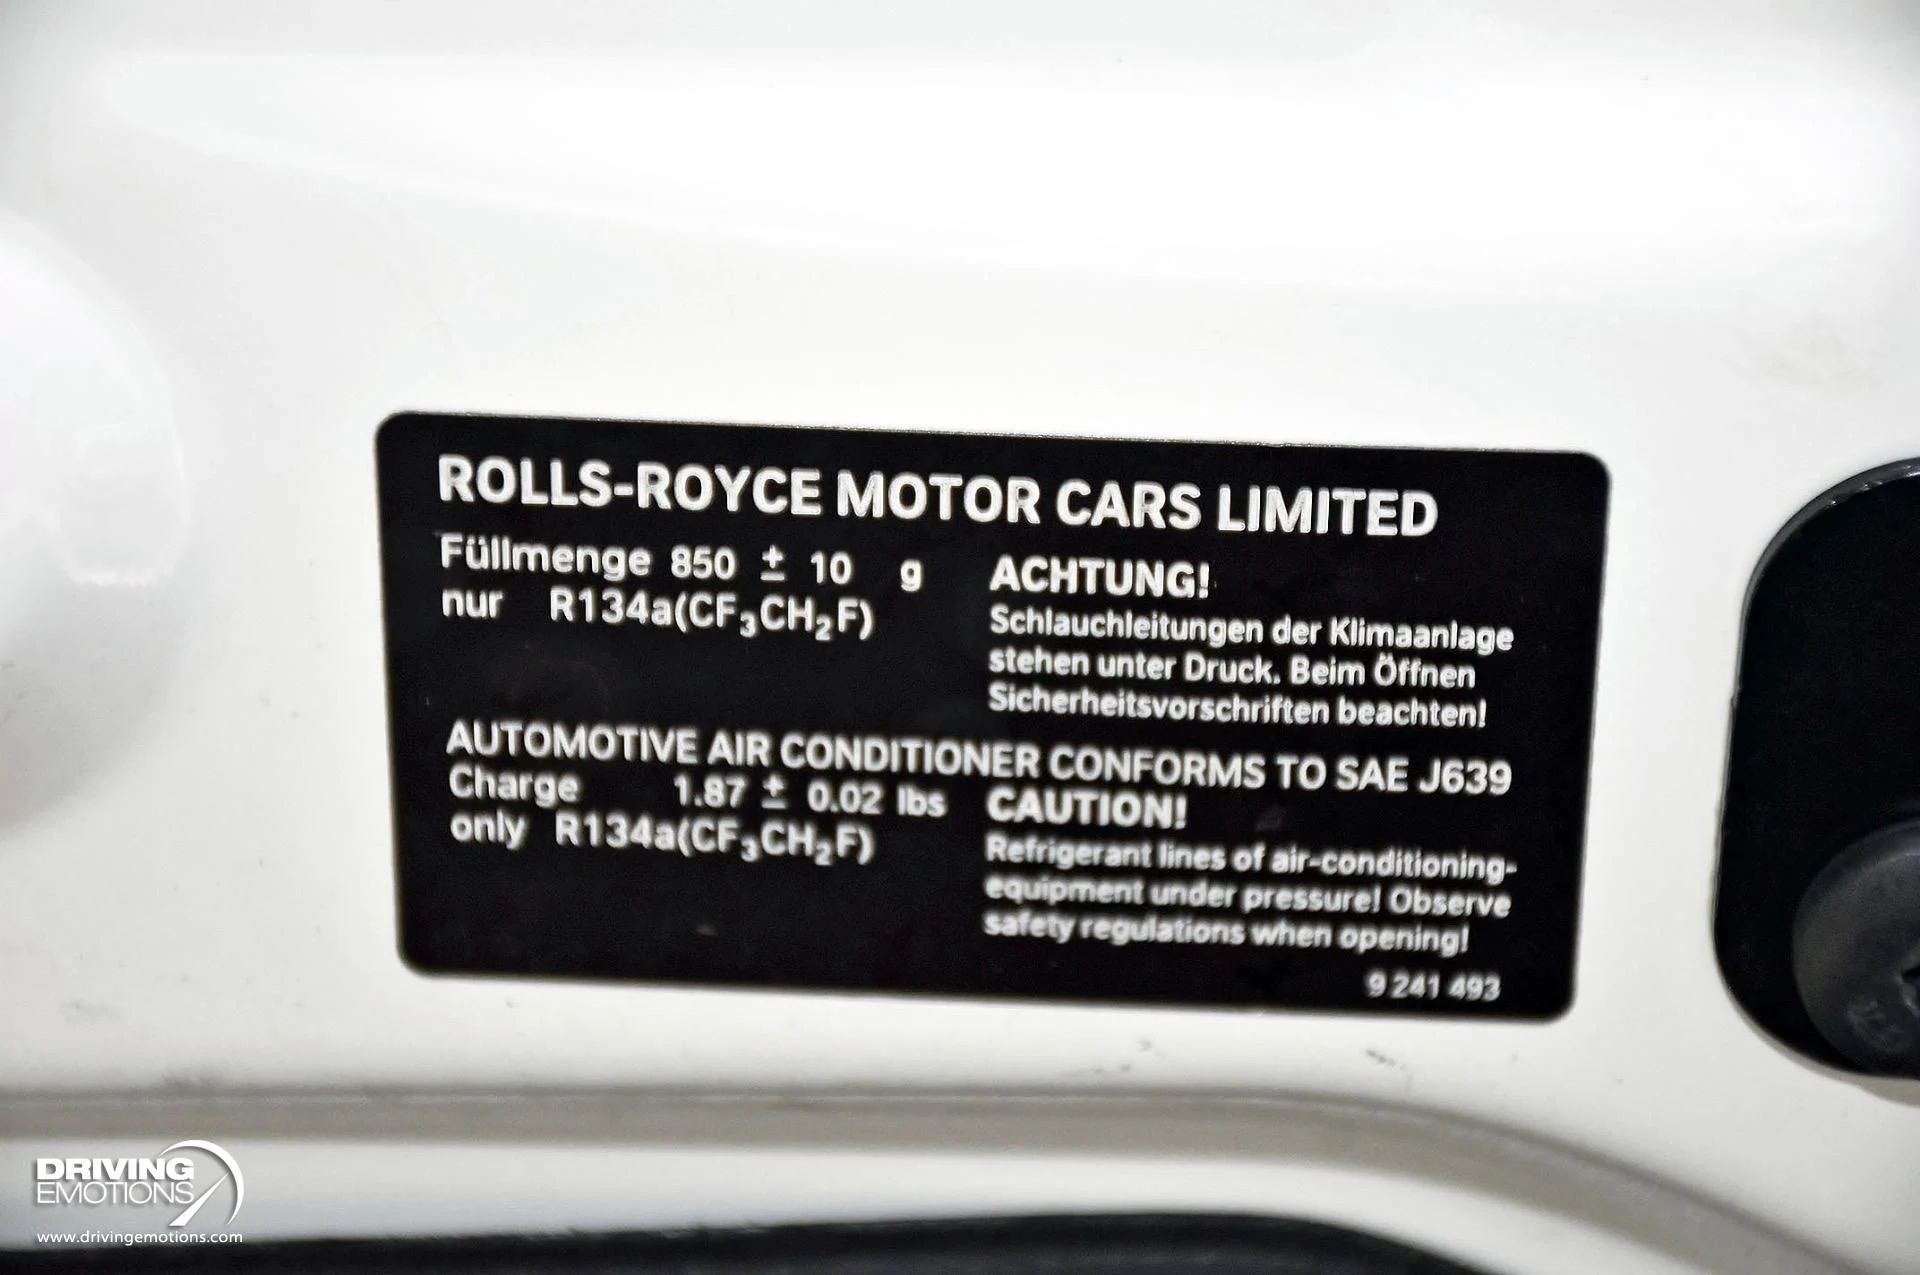 ROLLS-ROYCE MOTOR CARS LIMITED
Füllmenge 850 ± 10 g
nur R134a(CF₃CH₂F)
ACHTUNG!
Schlauchleitungen der Klimaanlage
stehen unter Druck. Beim Öffnen
Sicherheitsvorschriften beachten!
AUTOMOTIVE AIR CONDITIONER CONFORMS TO SAE J639
Charge 1.87 ± 0.02 lbs
only R134a(CF₃CH₂F)
CAUTION!
Refrigerant lines of air-conditioning-
equipment under pressure! Observe
safety regulations when opening!
9 241 493
DRIVING
EMOTIONS
www.drivingemotions.com